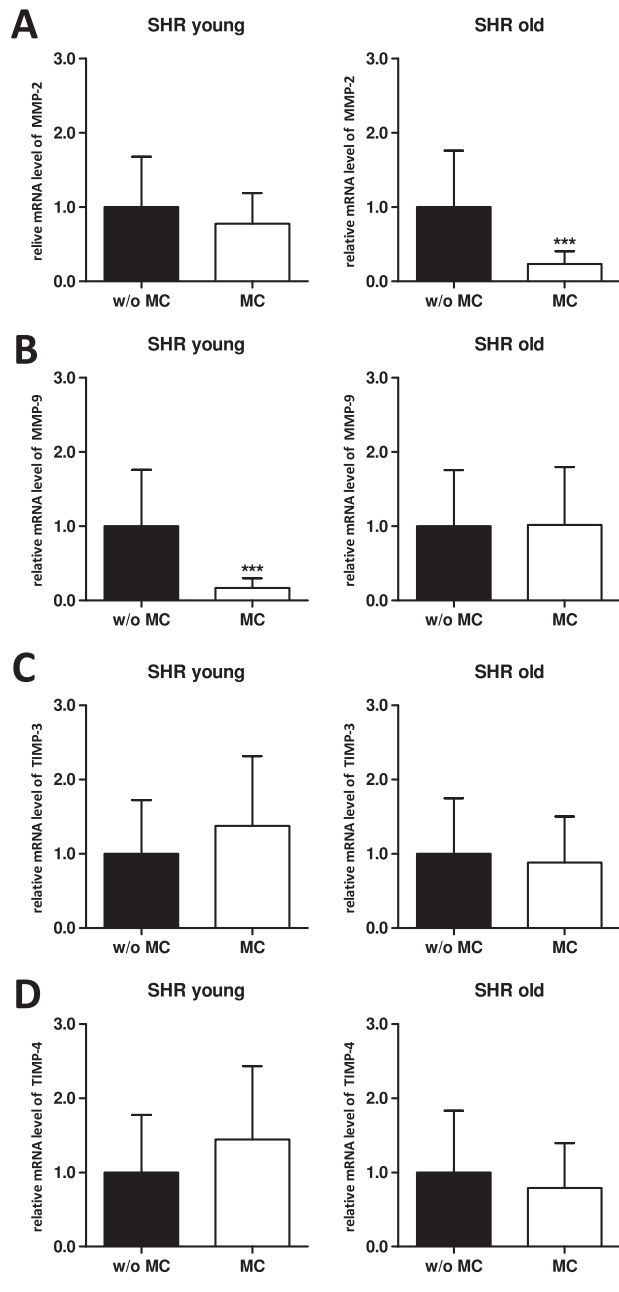 A
SHR young
SHR old
relive mRNA level of MMP-2
3.0
2.0
1.0
0.0
w/o MC
MC
relative mRNA level of MMP-2
3.0
2.0
1.0
0.0
***
w/o MC
MC
B
SHR young
SHR old
relative mRNA level of MMP-9
3.0
2.0
1.0
0.0
***
w/o MC
MC
relative mRNA level of MMP-9
3.0
2.0
1.0
0.0
w/o MC
MC
C
SHR young
SHR old
relative mRNA level of TIMP-3
3.0
2.0
1.0
0.0
w/o MC
MC
relative mRNA level of TIMP-3
3.0
2.0
1.0
0.0
w/o MC
MC
D
SHR young
SHR old
relative mRNA level of TIMP-4
3.0
2.0
1.0
0.0
w/o MC
MC
relative mRNA level of TIMP-4
3.0
2.0
1.0
0.0
w/o MC
MC